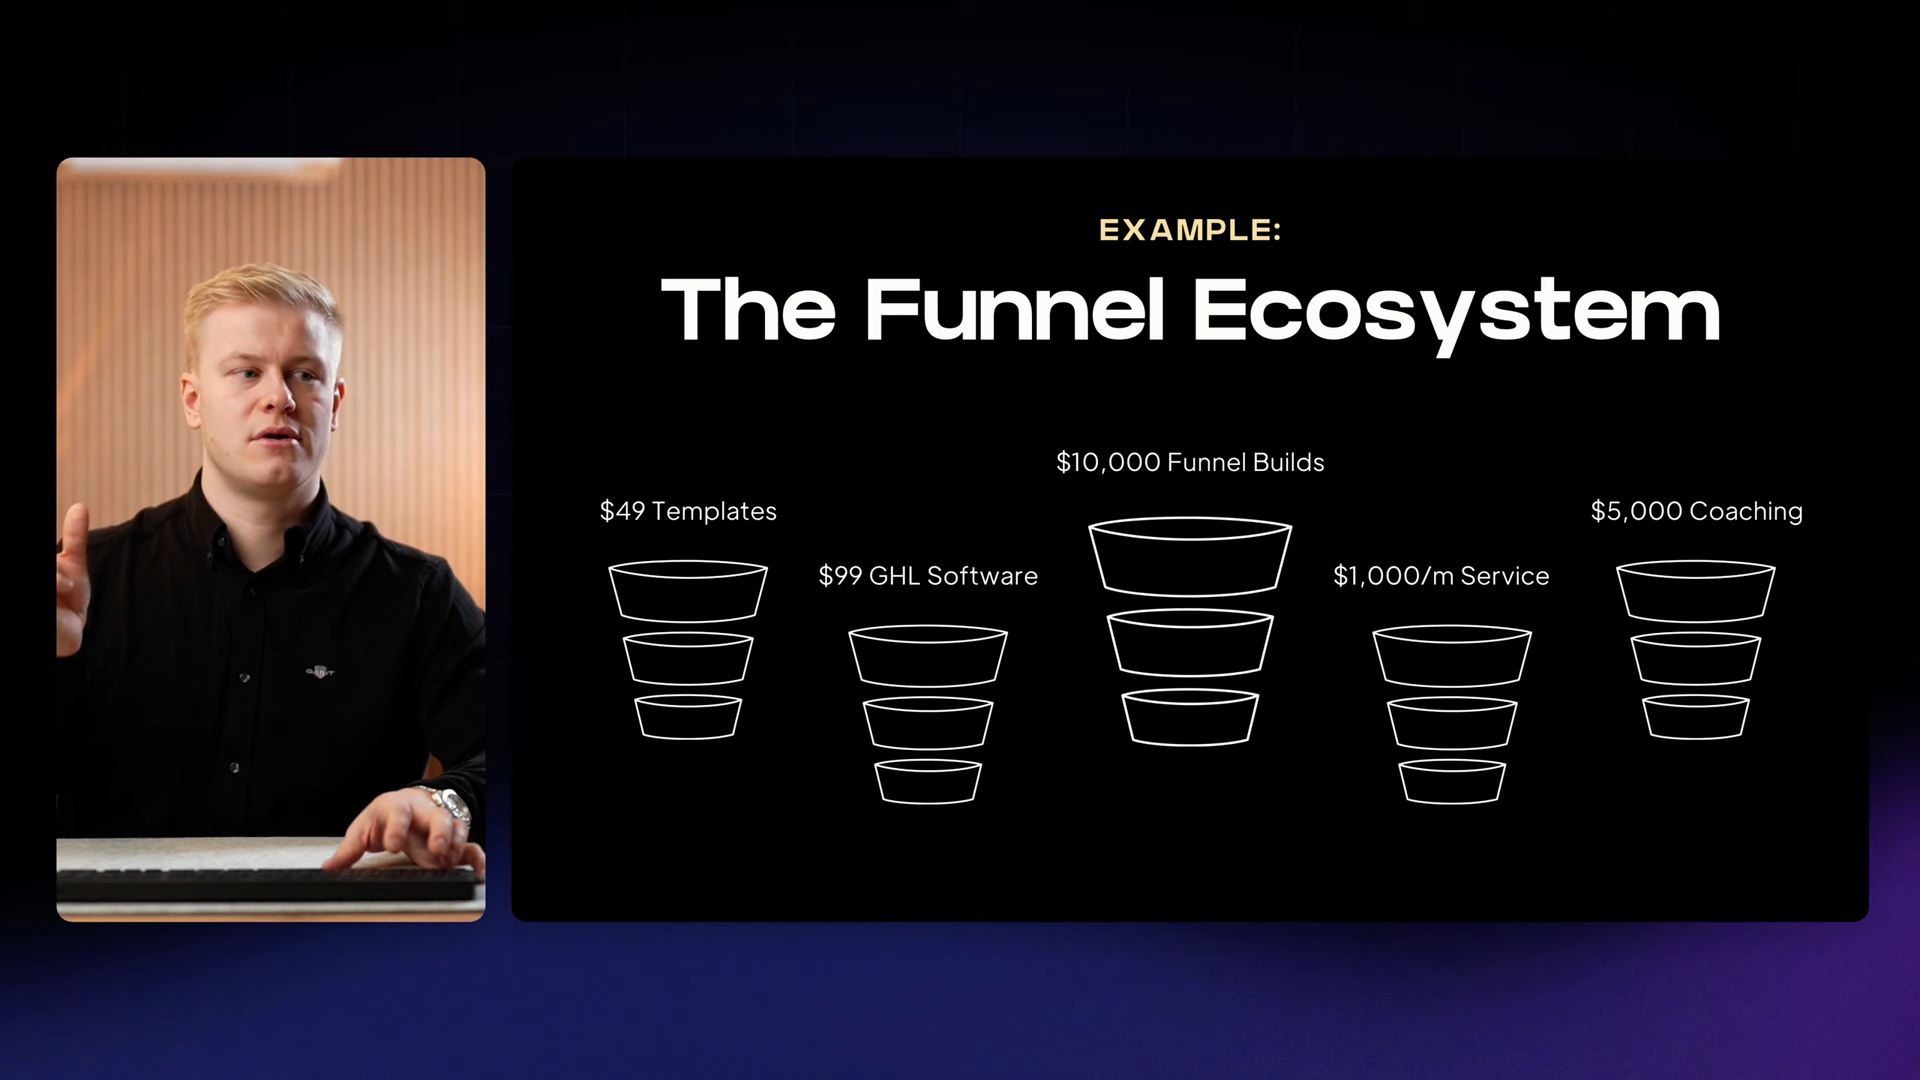 EXAMPLE:
The Funnel Ecosystem
$10,000 Funnel Builds
$49 Templates
$5,000 Coaching
$99 GHL Software
$1,000/m Service